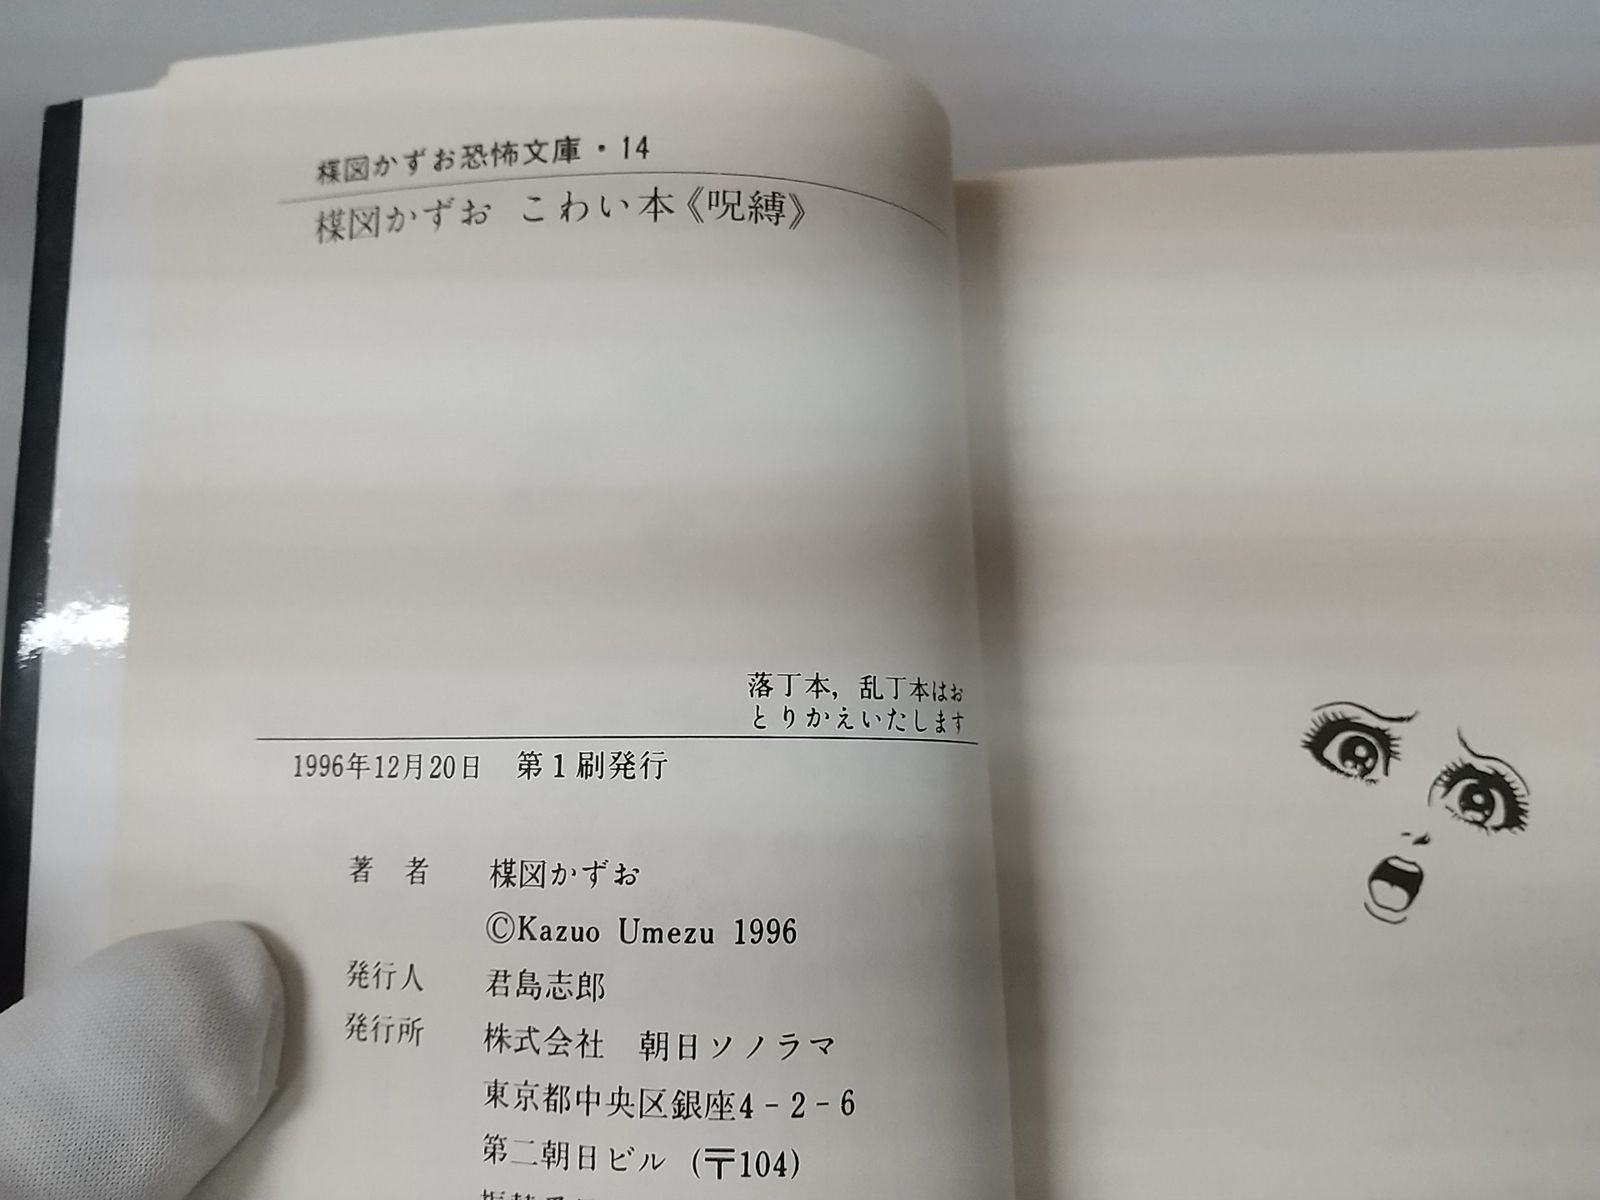 楳図かずお恐怖文庫・14
楳図かずお こわい本《呪縛》
落丁本，乱丁本はお
とりかえいたします
1996年12月20日 第1刷発行
著 者 楳図かずお
©Kazuo Umezu 1996
発行人 君島志郎
発行所 株式会社 朝日ソノラマ
東京都中央区銀座4－2－6
第二朝日ビル（〒104）